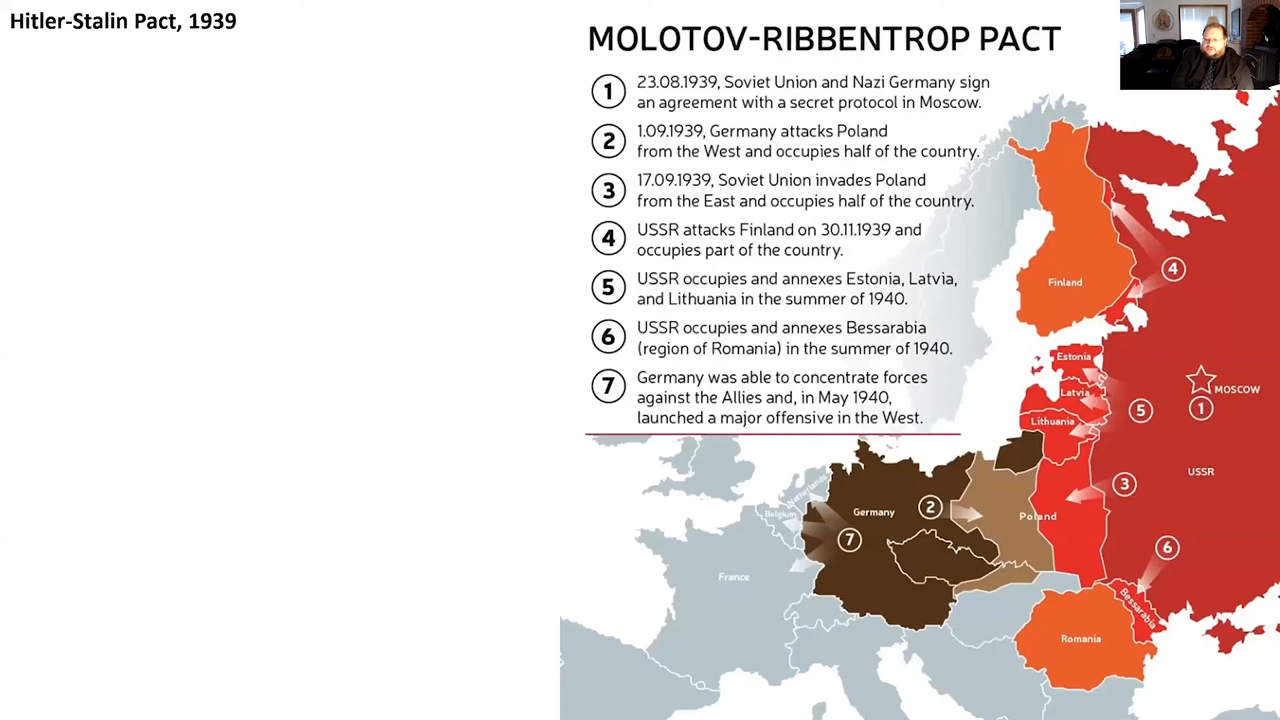 Hitler-Stalin Pact, 1939
MOLOTOV-RIBBENTROP PACT
1
23.08.1939, Soviet Union and Nazi Germany sign
an agreement with a secret protocol in Moscow.
2
1.09.1939, Germany attacks Poland
from the West and occupies half of the country.
3
17.09.1939, Soviet Union invades Poland
from the East and occupies half of the country.
4
USSR attacks Finland on 30.11.1939 and
occupies part of the country.
5
USSR occupies and annexes Estonia, Latvia,
and Lithuania in the summer of 1940.
6
USSR occupies and annexes Bessarabia
(region of Romania) in the summer of 1940.
7
Germany was able to concentrate forces
against the Allies and, in May 1940,
launched a major offensive in the West.
4
Finland
Estonia
MOSCOW
Latvia
1
5
Lithuania
USSR
3
Netherlands
2
Germany
Belgium
Poland
7
6
France
Bessarabia
Romania